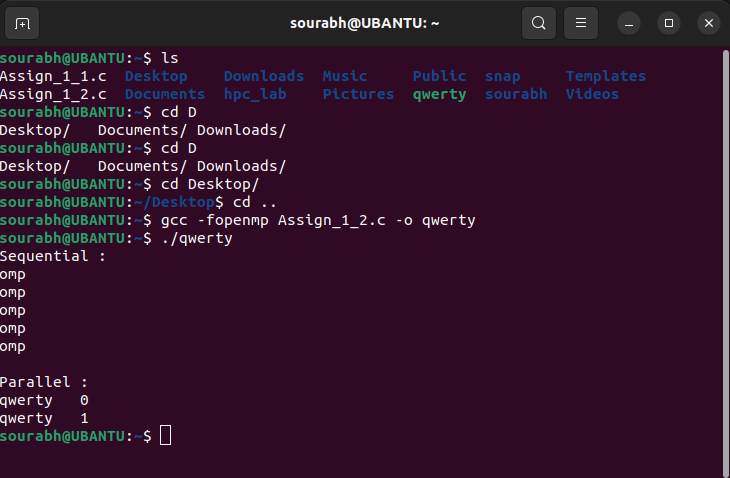 sourabh@UBANTU: ~
sourabh@UBANTU:~$ ls
Assign_1_1.c  Desktop    Downloads  Music     Public  snap     Templates
Assign_1_2.c  Documents  hpc_lab    Pictures  qwerty  sourabh  Videos
sourabh@UBANTU:~$ cd D
Desktop/   Documents/ Downloads/
sourabh@UBANTU:~$ cd D
Desktop/   Documents/ Downloads/
sourabh@UBANTU:~$ cd Desktop/
sourabh@UBANTU:~/Desktop$ cd ..
sourabh@UBANTU:~$ gcc -fopenmp Assign_1_2.c -o qwerty
sourabh@UBANTU:~$ ./qwerty
Sequential :
omp
omp
omp
omp
omp
Parallel :
qwerty   0
qwerty   1
sourabh@UBANTU:~$